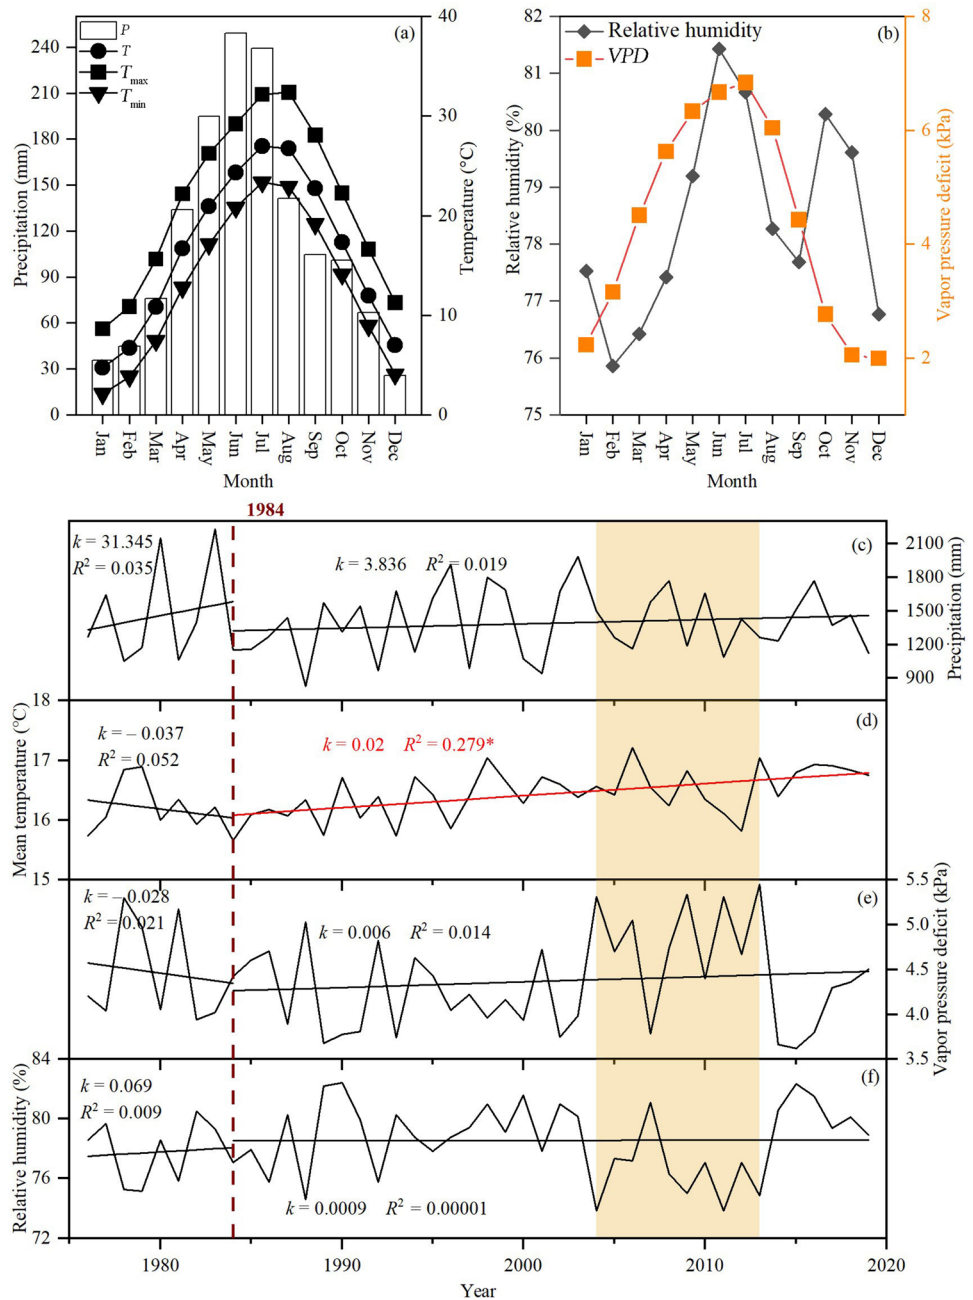 (a)
P
T
Tmax
Tmin
Precipitation (mm)
240
210
180
150
120
90
60
30
0
40
30
20
10
0
Temperature (°C)
Jan
Feb
Mar
Apr
May
Jun
Jul
Aug
Sep
Oct
Nov
Dec
Month
(b)
Relative humidity
VPD
Relative humidity (%)
82
81
80
79
78
77
76
75
8
6
4
2
Vapor pressure deficit (kPa)
Jan
Feb
Mar
Apr
May
Jun
Jul
Aug
Sep
Oct
Nov
Dec
Month
1984
(c)
k = 31.345
R² = 0.035
k = 3.836 R² = 0.019
2100
1800
1500
1200
900
Precipitation (mm)
(d)
18
17
16
15
Mean temperature (°C)
k = – 0.037
R² = 0.052
k = 0.02 R² = 0.279*
(e)
k = – 0.028
R² = 0.021
k = 0.006 R² = 0.014
5.5
5.0
4.5
4.0
3.5
Vapor pressure deficit (kPa)
(f)
84
80
76
72
Relative humidity (%)
k = 0.069
R² = 0.009
k = 0.0009 R² = 0.00001
1980
1990
2000
2010
2020
Year